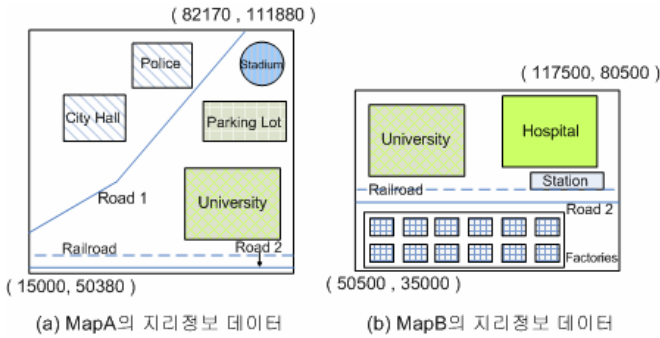 ( 82170 , 111880 )
Police
Stadium
City Hall
Parking Lot
University
Road 1
Railroad
Road 2
( 15000, 50380 )
(a) MapA의 지리정보 데이터
( 117500, 80500 )
University
Hospital
Station
Railroad
Road 2
Factories
( 50500 , 35000 )
(b) MapB의 지리정보 데이터